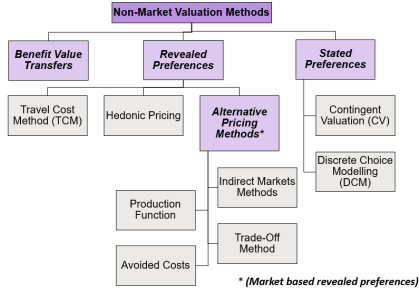 Non-Market Valuation Methods
Benefit Value
Transfers
Revealed
Preferences
Stated
Preferences
Travel Cost
Method (TCM)
Hedonic Pricing
Alternative
Pricing
Methods*
Contingent
Valuation (CV)
Discrete Choice
Modelling
(DCM)
Indirect Markets
Methods
Production
Function
Trade-Off
Method
Avoided Costs
* (Market based revealed preferences)